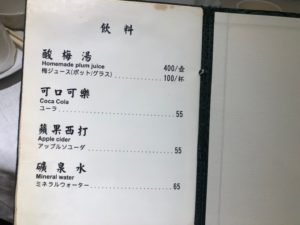 飲料
酸梅湯
Homemade plum juice 400/壺
梅ジュース(ポット/グラス) 100/杯
可口可樂
Coca Cola
コーラ 55
蘋果西打
Apple cider
アップルソユーダ 55
礦泉水
Mineral water
ミネラルウォーター 65